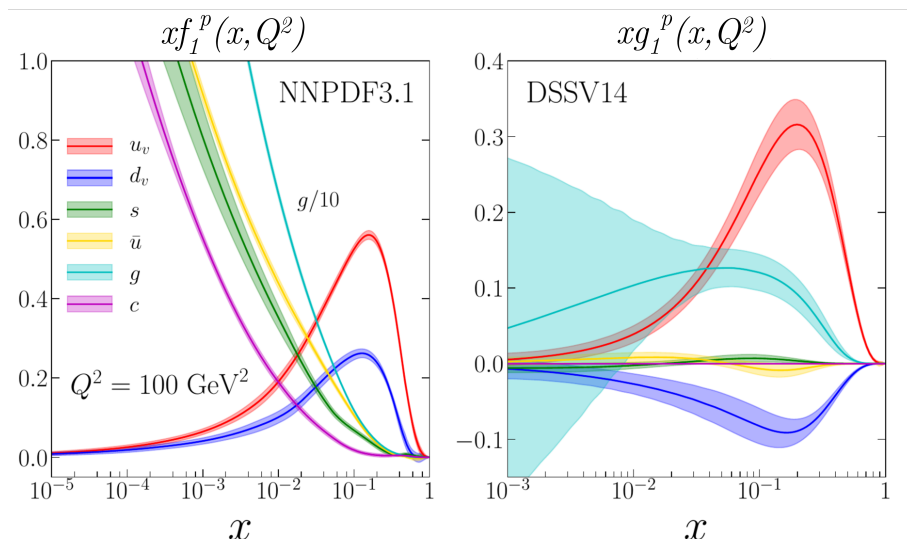 xf₁ᵖ(x, Q²)
xg₁ᵖ(x, Q²)
1.0
0.8
0.6
0.4
0.2
0.0
NNPDF3.1
u_v
d_v
s
ū
g
c
g/10
Q² = 100 GeV²
10⁻⁵
10⁻⁴
10⁻³
10⁻²
10⁻¹
1
x
0.4
0.3
0.2
0.1
0.0
−0.1
DSSV14
10⁻³
10⁻²
10⁻¹
1
x